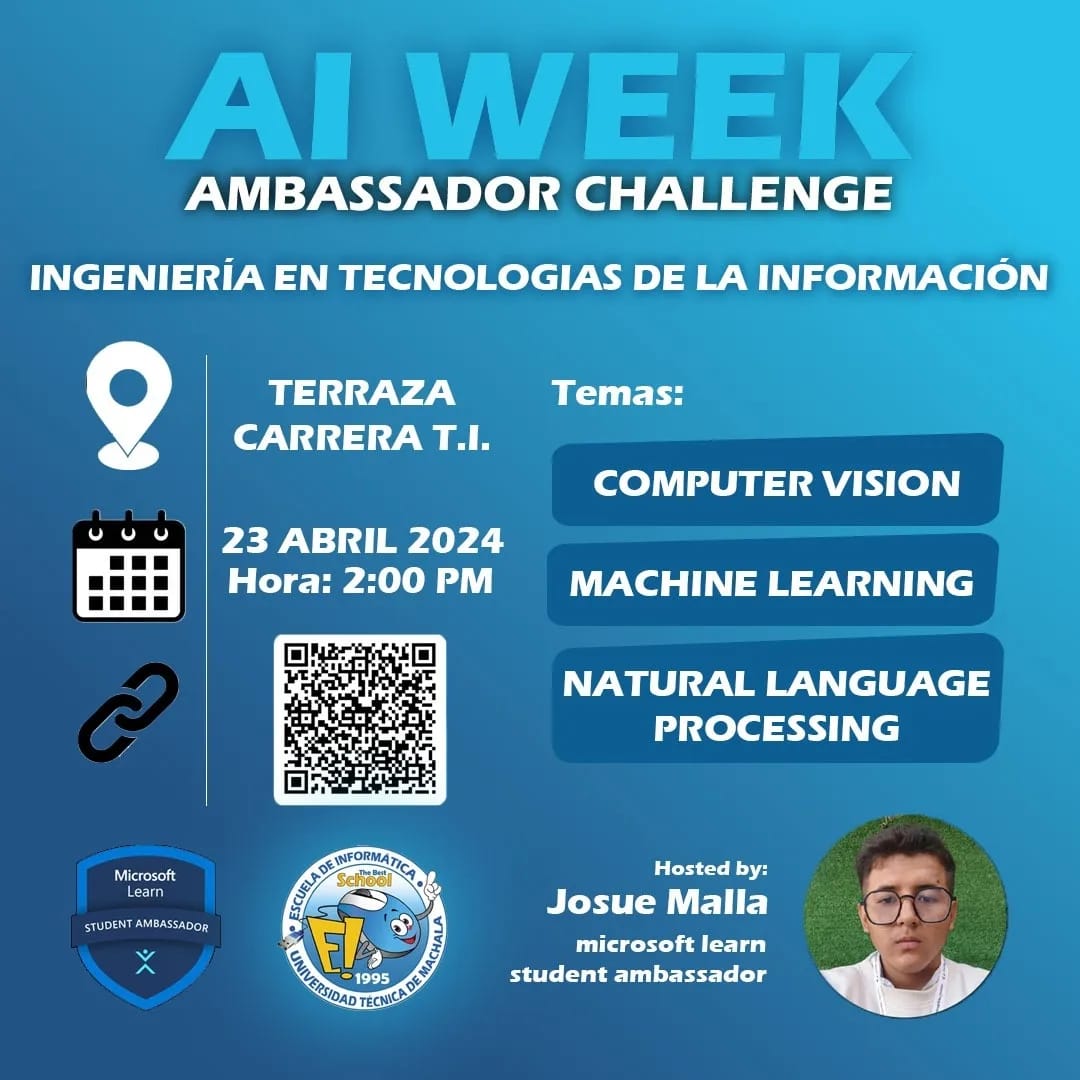 AI WEEK
AMBASSADOR CHALLENGE
INGENIERÍA EN TECNOLOGIAS DE LA INFORMACIÓN
TERRAZA
CARRERA T.I.
23 ABRIL 2024
Hora: 2:00 PM
Temas:
COMPUTER VISION
MACHINE LEARNING
NATURAL LANGUAGE
PROCESSING
Microsoft
Learn
STUDENT AMBASSADOR
ESCUELA DE INFORMÁTICA
The Best
School
EI
1995
UNIVERSIDAD TÉCNICA DE MACHALA
Hosted by:
Josue Malla
microsoft learn
student ambassador